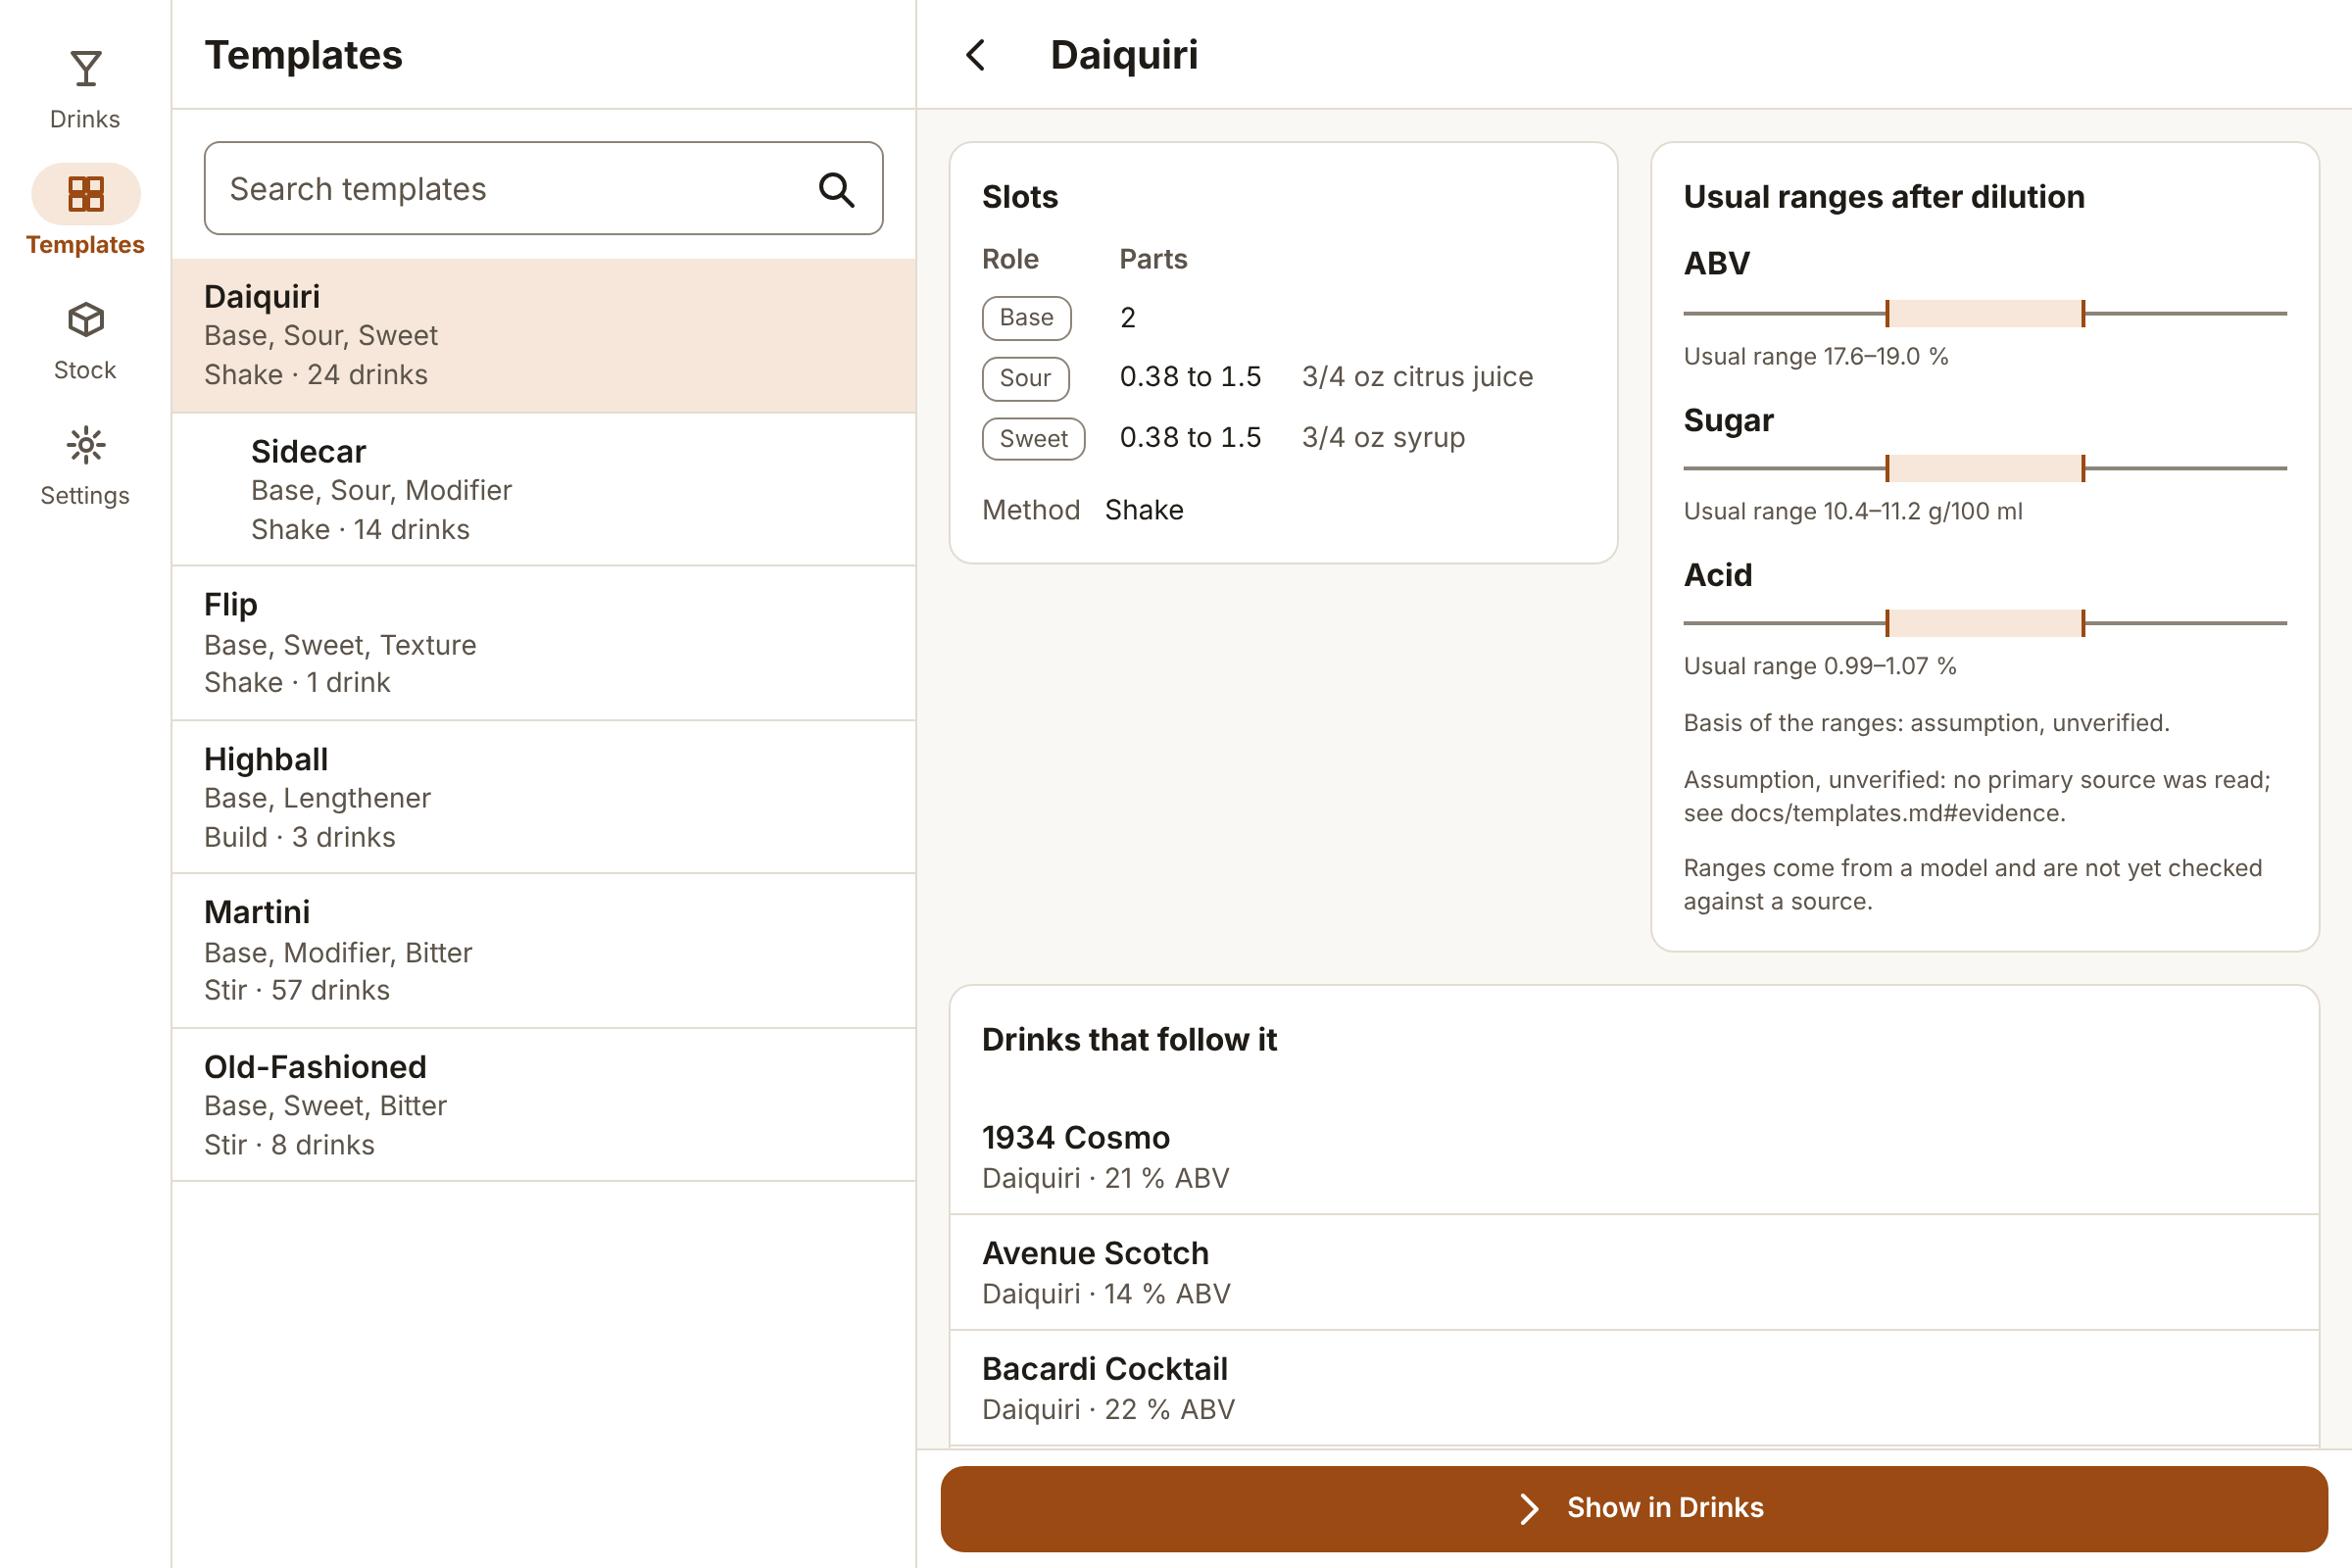 Drinks
Templates
Stock
Settings
Templates
Search templates
Daiquiri
Base, Sour, Sweet
Shake · 24 drinks
Sidecar
Base, Sour, Modifier
Shake · 14 drinks
Flip
Base, Sweet, Texture
Shake · 1 drink
Highball
Base, Lengthener
Build · 3 drinks
Martini
Base, Modifier, Bitter
Stir · 57 drinks
Old-Fashioned
Base, Sweet, Bitter
Stir · 8 drinks
Daiquiri
Slots
Role Parts
Base 2
Sour 0.38 to 1.5 3/4 oz citrus juice
Sweet 0.38 to 1.5 3/4 oz syrup
Method Shake
Usual ranges after dilution
ABV
Usual range 17.6–19.0 %
Sugar
Usual range 10.4–11.2 g/100 ml
Acid
Usual range 0.99–1.07 %
Basis of the ranges: assumption, unverified.
Assumption, unverified: no primary source was read;
see docs/templates.md#evidence.
Ranges come from a model and are not yet checked
against a source.
Drinks that follow it
1934 Cosmo
Daiquiri · 21 % ABV
Avenue Scotch
Daiquiri · 14 % ABV
Bacardi Cocktail
Daiquiri · 22 % ABV
Show in Drinks